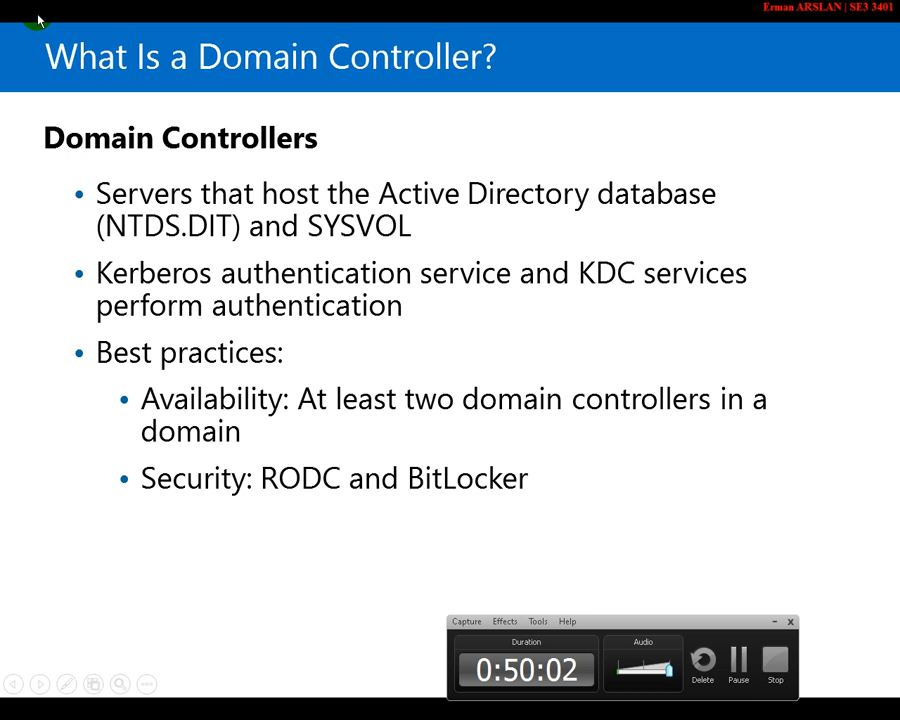 Erman ARSLAN | SE3 3401
What Is a Domain Controller?
Domain Controllers
• Servers that host the Active Directory database
(NTDS.DIT) and SYSVOL
• Kerberos authentication service and KDC services
perform authentication
• Best practices:
• Availability: At least two domain controllers in a
domain
• Security: RODC and BitLocker
Capture Effects Tools Help
Duration
Audio
0:50:02
Delete Pause Stop